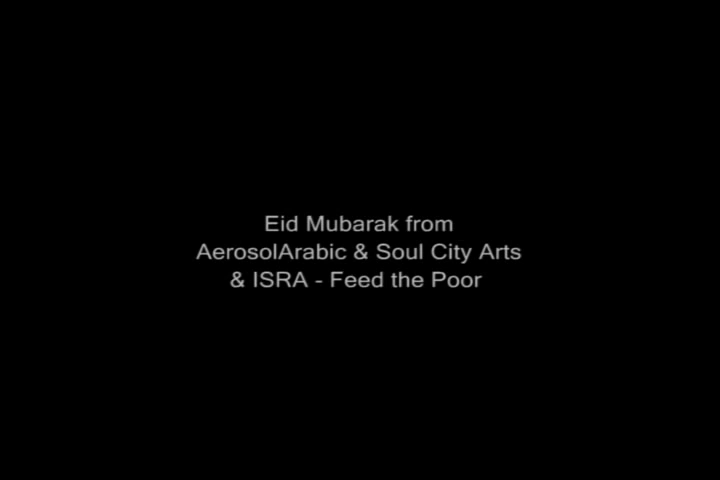 Eid Mubarak from
AerosolArabic & Soul City Arts
& ISRA - Feed the Poor